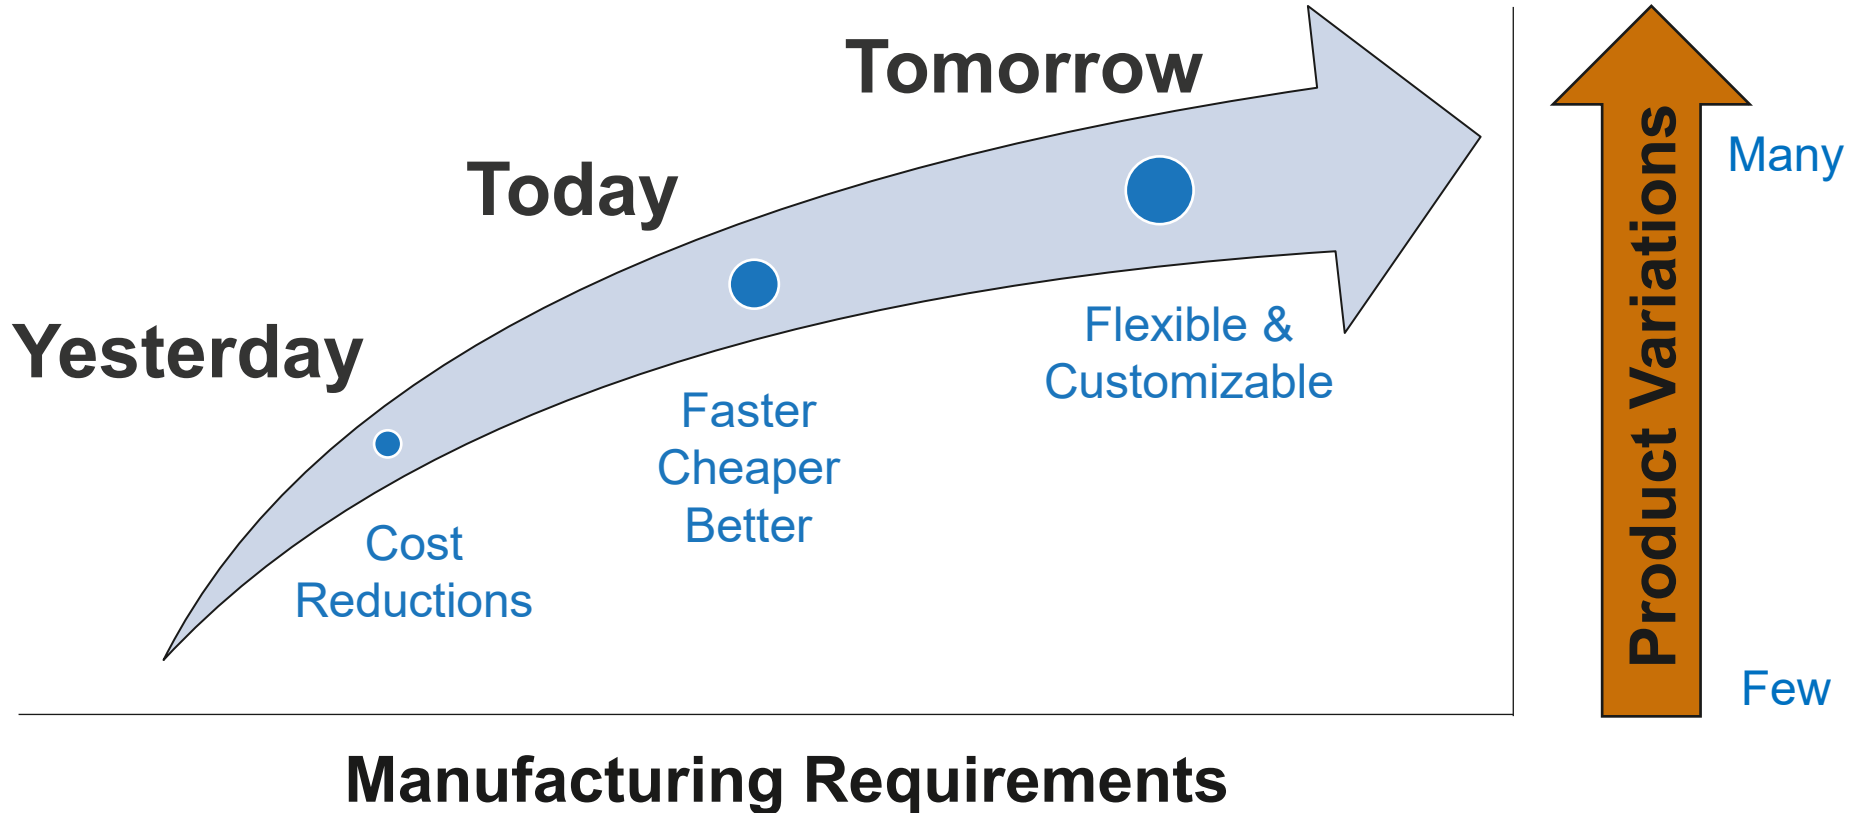 Tomorrow
Today
Yesterday
Many
Flexible &
Customizable
Faster
Cheaper
Better
Cost
Reductions
Product Variations
Few
Manufacturing Requirements